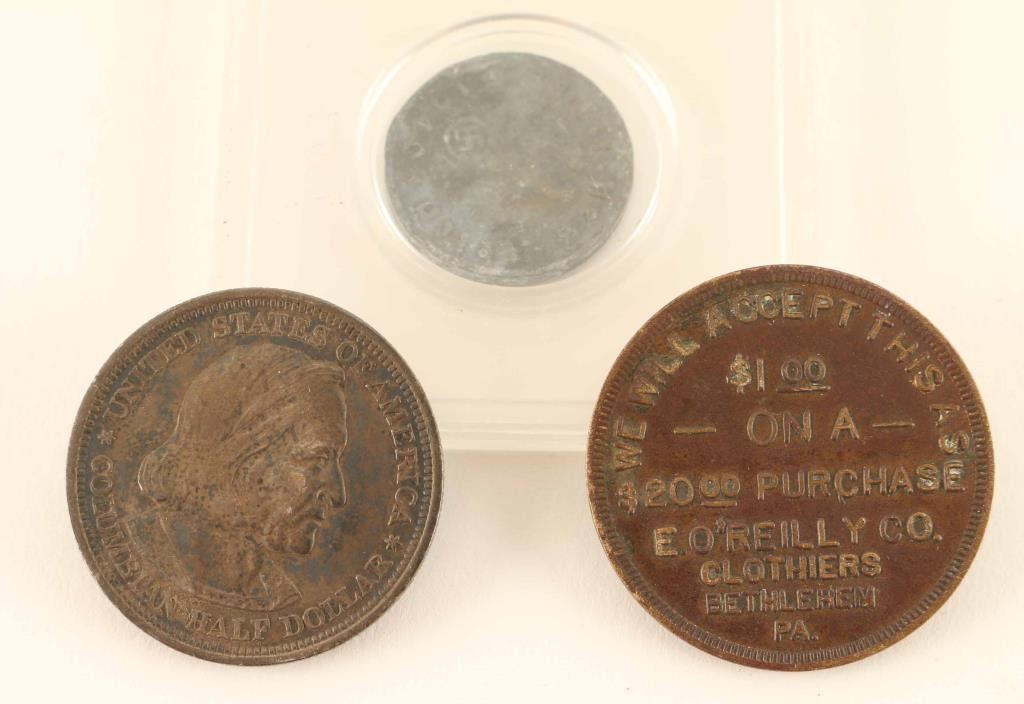 UNITED STATES OF AMERICA
COLUMBIAN HALF DOLLAR
WE WILL ACCEPT THIS AS
$1 00
— ON A —
$20 00 PURCHASE
E. O'REILLY CO.
CLOTHIERS
BETHLEHEM
PA.